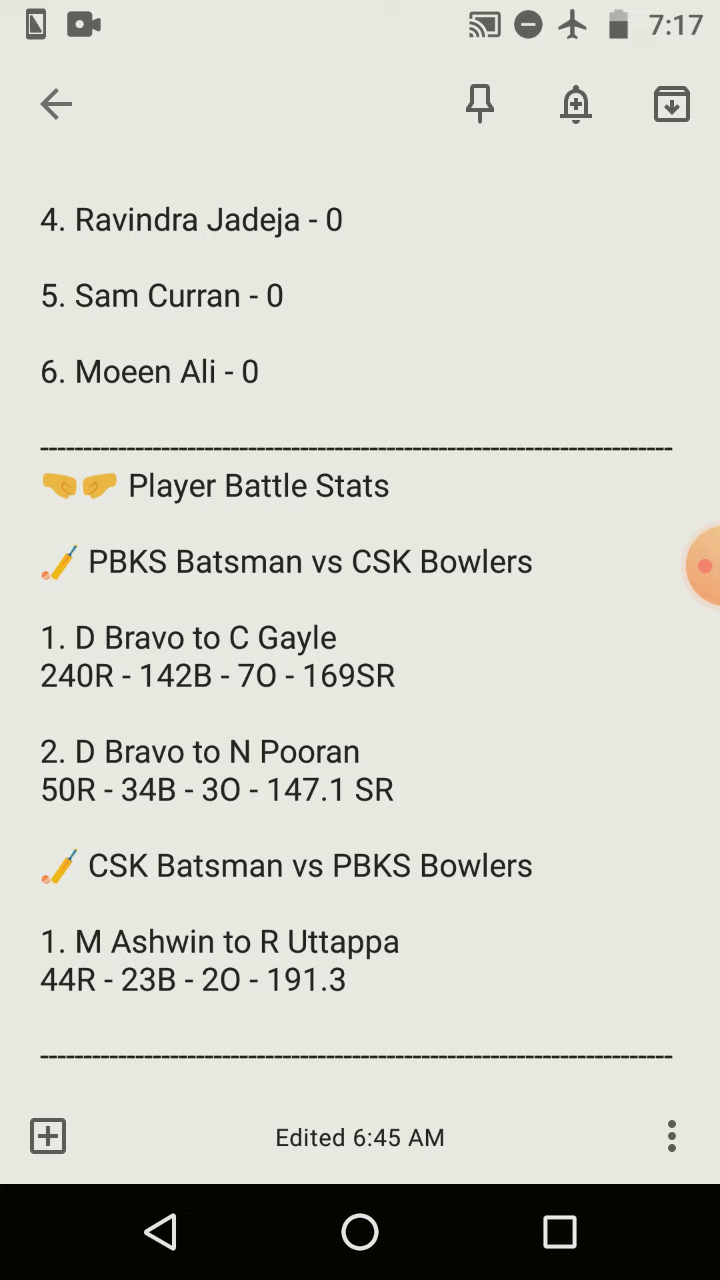 7:17
4. Ravindra Jadeja - 0
5. Sam Curran - 0
6. Moeen Ali - 0
------------------------------------------------------------------------
🤜🤛 Player Battle Stats
🏏 PBKS Batsman vs CSK Bowlers
1. D Bravo to C Gayle
240R - 142B - 7O - 169SR
2. D Bravo to N Pooran
50R - 34B - 3O - 147.1 SR
🏏 CSK Batsman vs PBKS Bowlers
1. M Ashwin to R Uttappa
44R - 23B - 2O - 191.3
------------------------------------------------------------------------
Edited 6:45 AM